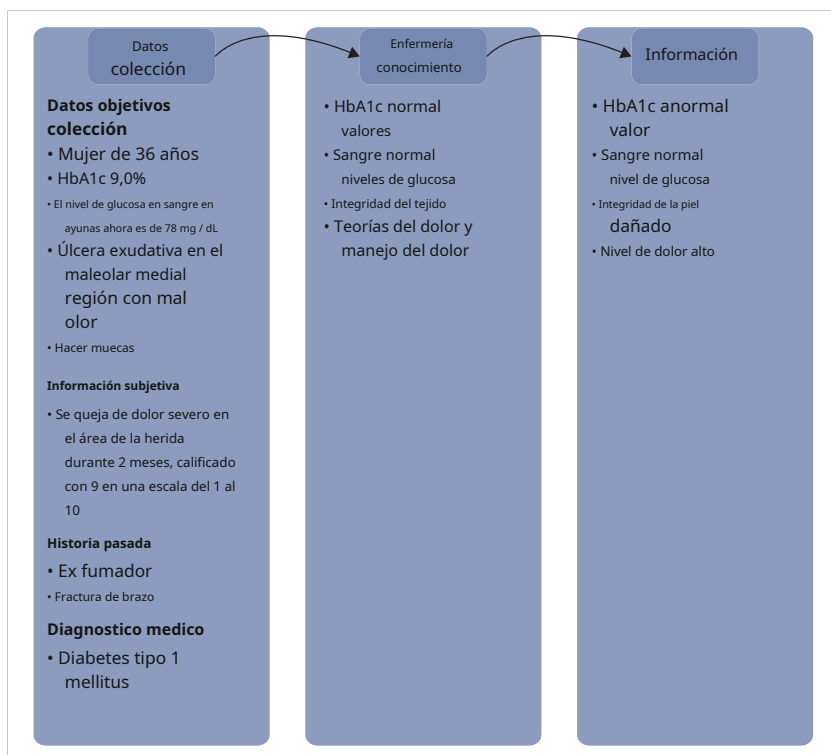 Datos
colección
Datos objetivos
colección
• Mujer de 36 años
• HbA1c 9,0%
• El nivel de glucosa en sangre en
ayunas ahora es de 78 mg / dL
• Úlcera exudativa en el
maleolar medial
región con mal
olor
• Hacer muecas
Información subjetiva
• Se queja de dolor severo en
el área de la herida
durante 2 meses, calificado
con 9 en una escala del 1 al
10
Historia pasada
• Ex fumador
• Fractura de brazo
Diagnostico medico
• Diabetes tipo 1
mellitus
Enfermería
conocimiento
• HbA1c normal
valores
• Sangre normal
niveles de glucosa
• Integridad del tejido
• Teorías del dolor y
manejo del dolor
Información
• HbA1c anormal
valor
• Sangre normal
nivel de glucosa
• Integridad de la piel
dañado
• Nivel de dolor alto